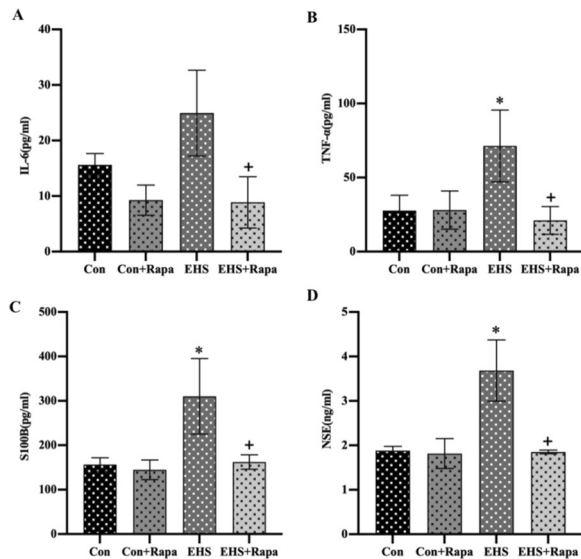 A
IL-6(pg/ml)
40
30
20
10
0
Con Con+Rapa EHS EHS+Rapa
+
B
TNF-α(pg/ml)
150
100
50
0
Con Con+Rapa EHS EHS+Rapa
*
+
C
S100B(pg/ml)
500
400
300
200
100
0
Con Con+Rapa EHS EHS+Rapa
*
+
D
NSE(ng/ml)
5
4
3
2
1
0
Con Con+Rapa EHS EHS+Rapa
*
+